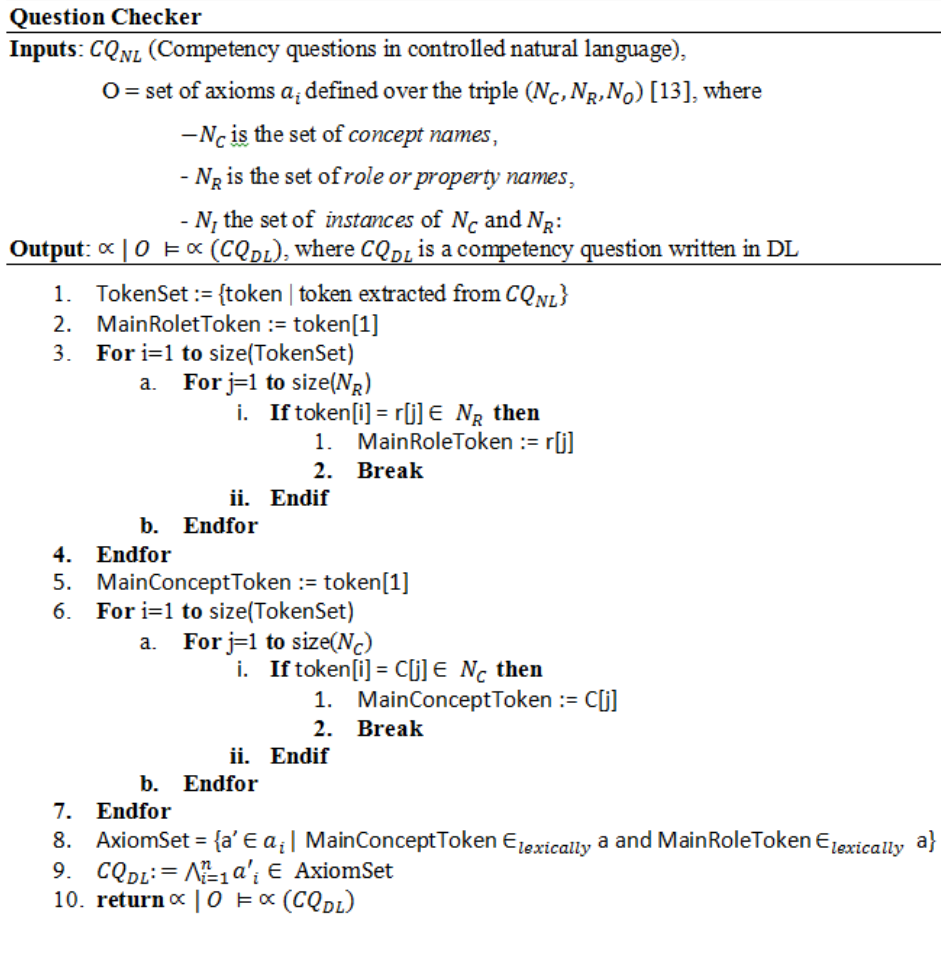 Question Checker
Inputs: CQ_NL (Competency questions in controlled natural language),
O = set of axioms a_i defined over the triple (N_C, N_R, N_O) [13], where
–N_C is the set of concept names,
- N_R is the set of role or property names,
- N_I the set of instances of N_C and N_R:
Output: ∝ | O ⊨∝ (CQ_DL), where CQ_DL is a competency question written in DL
1. TokenSet := {token | token extracted from CQ_NL}
2. MainRoletToken := token[1]
3. For i=1 to size(TokenSet)
a. For j=1 to size(N_R)
i. If token[i] = r[j] ∈ N_R then
1. MainRoleToken := r[j]
2. Break
ii. Endif
b. Endfor
4. Endfor
5. MainConceptToken := token[1]
6. For i=1 to size(TokenSet)
a. For j=1 to size(N_C)
i. If token[i] = C[j] ∈ N_C then
1. MainConceptToken := C[j]
2. Break
ii. Endif
b. Endfor
7. Endfor
8. AxiomSet = {a′ ∈ a_i | MainConceptToken ∈_lexically a and MainRoleToken ∈_lexically a}
9. CQ_DL := ⋀_{i=1}^{n} a′_i ∈ AxiomSet
10. return ∝ | O ⊨∝ (CQ_DL)